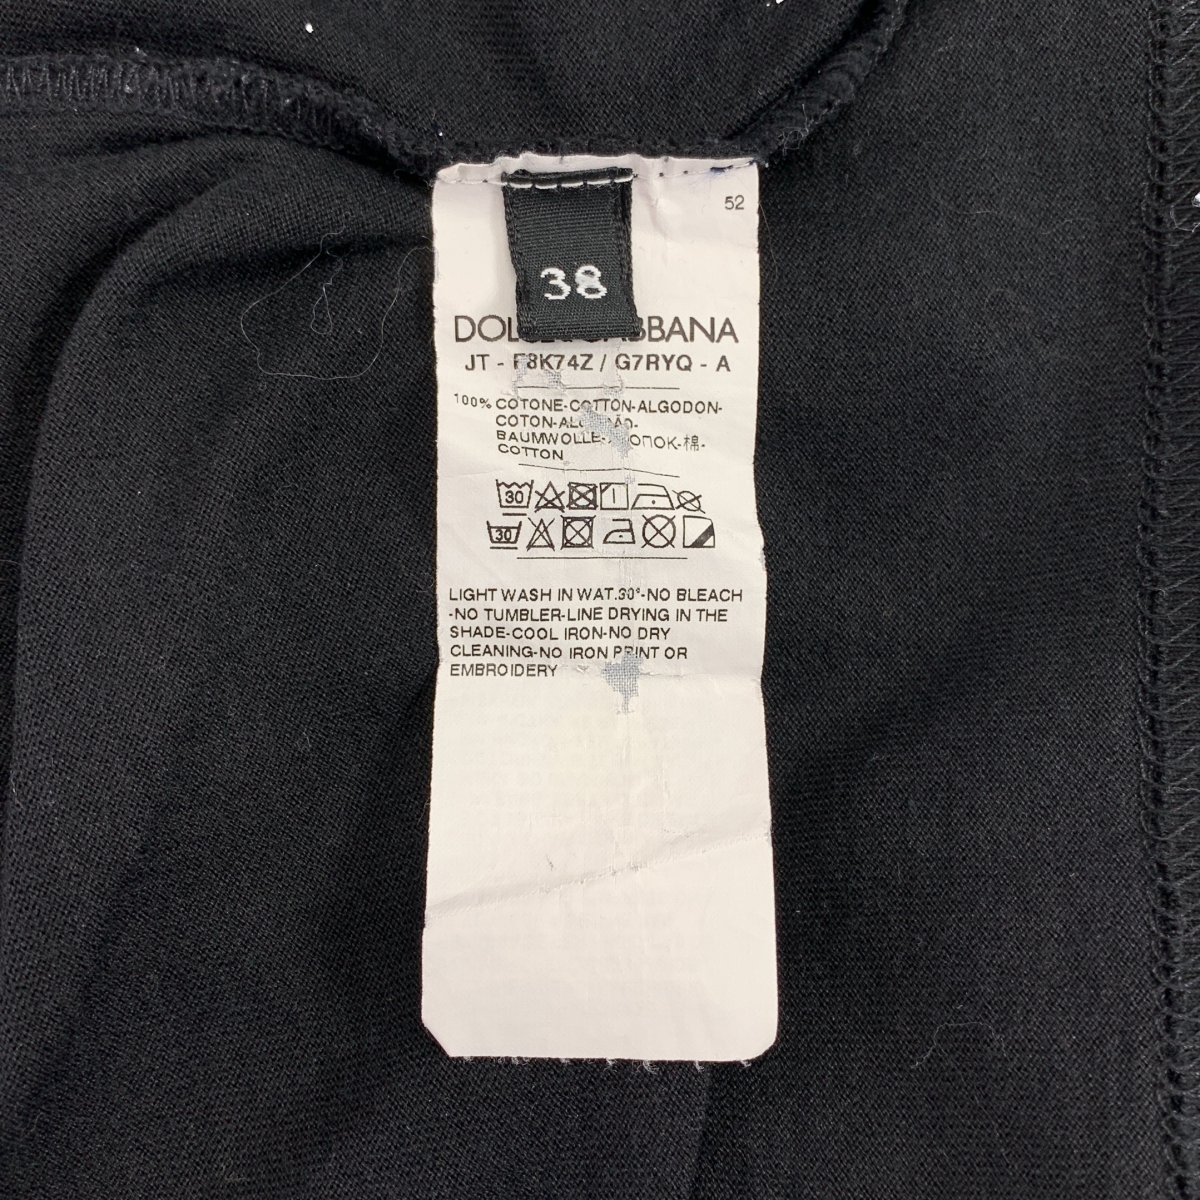 52
38
JT - F8K74Z / G7RYQ - A
100% COTONE-COTTON-ALGODON-
BAUMWOLLE- -棉-
COTTON
30
30
LIGHT WASH IN WAT.30°-NO BLEACH
-NO TUMBLER-LINE DRYING IN THE
SHADE-COOL IRON-NO DRY
CLEANING-NO IRON PRINT OR
EMBROIDERY